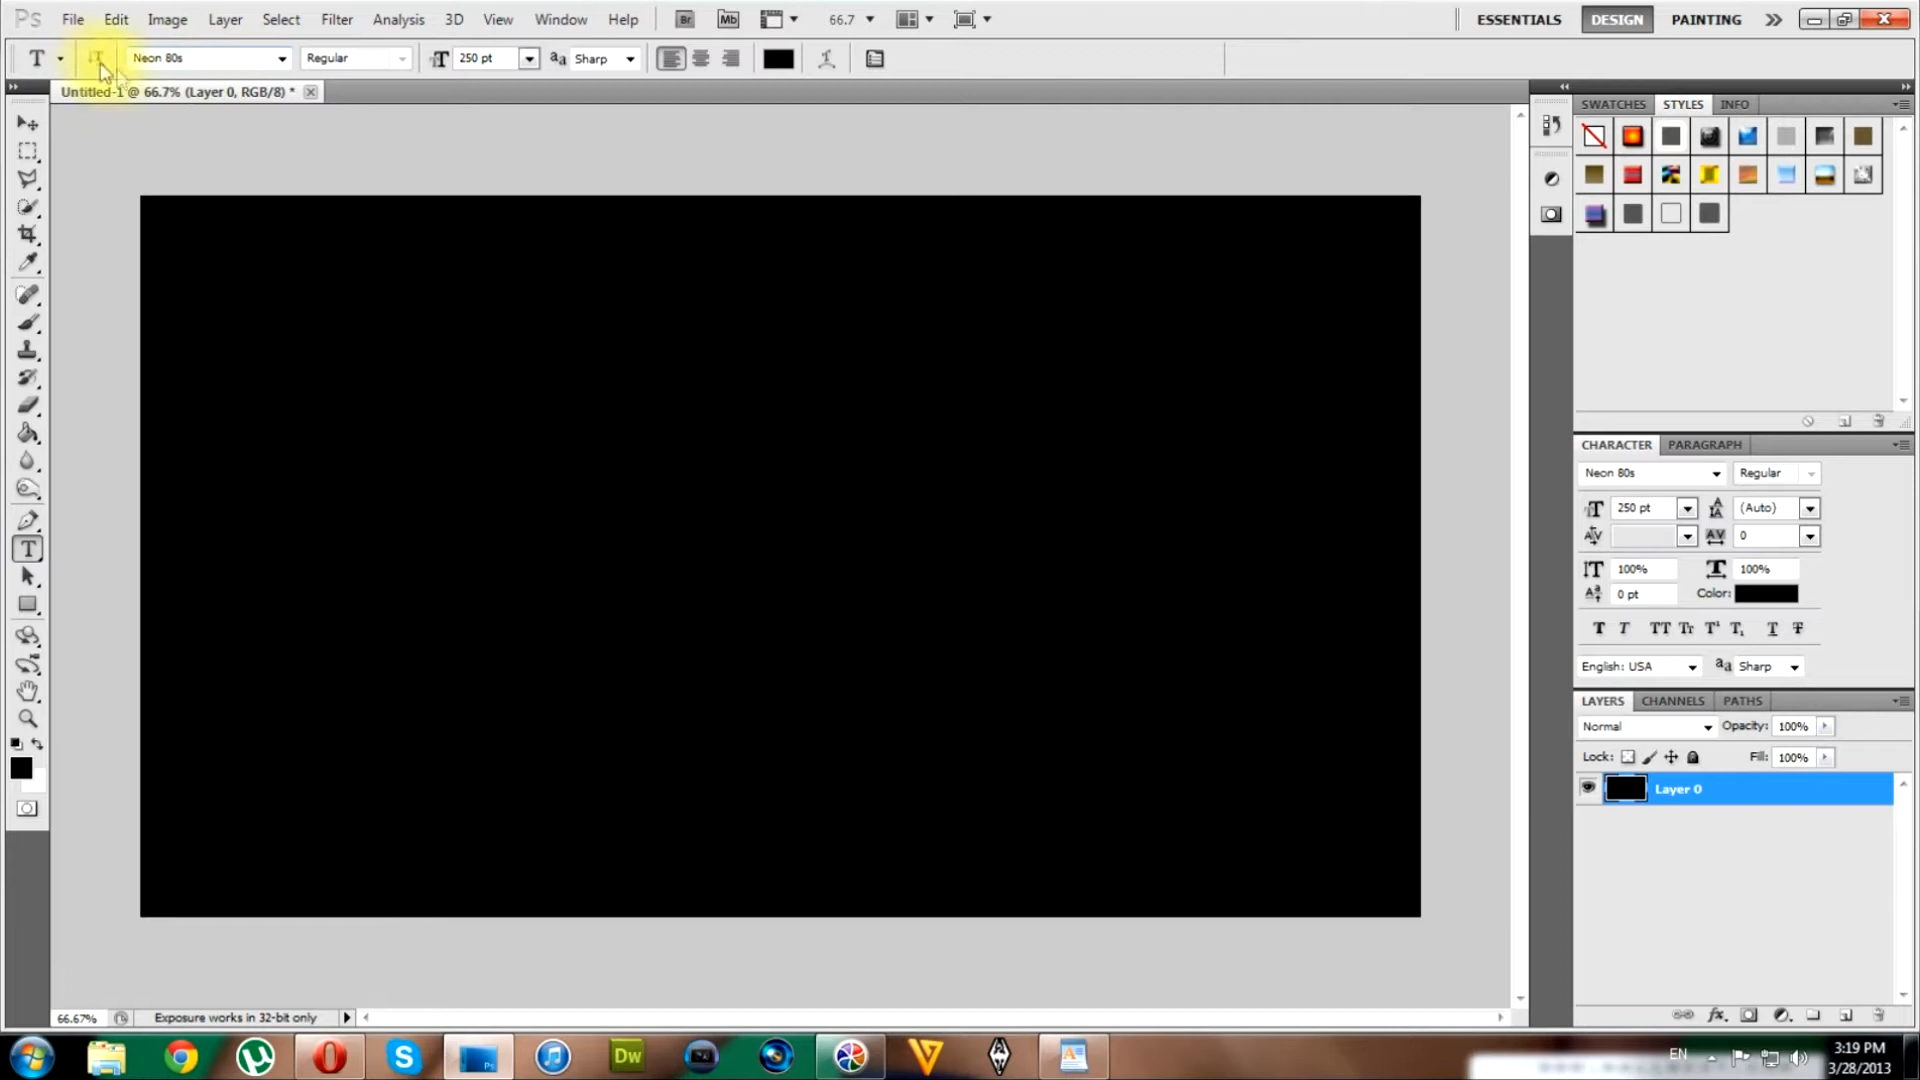 Ps File Edit Image Layer Select Filter Analysis 3D View Window Help Br Mb 66.7 ESSENTIALS DESIGN PAINTING
T Neon 80s Regular 250 pt aa Sharp
Untitled-1 @ 66.7% (Layer 0, RGB/8) *
SWATCHES STYLES INFO
CHARACTER PARAGRAPH
Neon 80s Regular
250 pt (Auto)
0
100% 100%
0 pt Color:
English: USA aa Sharp
LAYERS CHANNELS PATHS
Normal Opacity: 100%
Lock: Fill: 100%
Layer 0
66.67% Exposure works in 32-bit only
Dw Ps EN 3:19 PM
3/28/2013